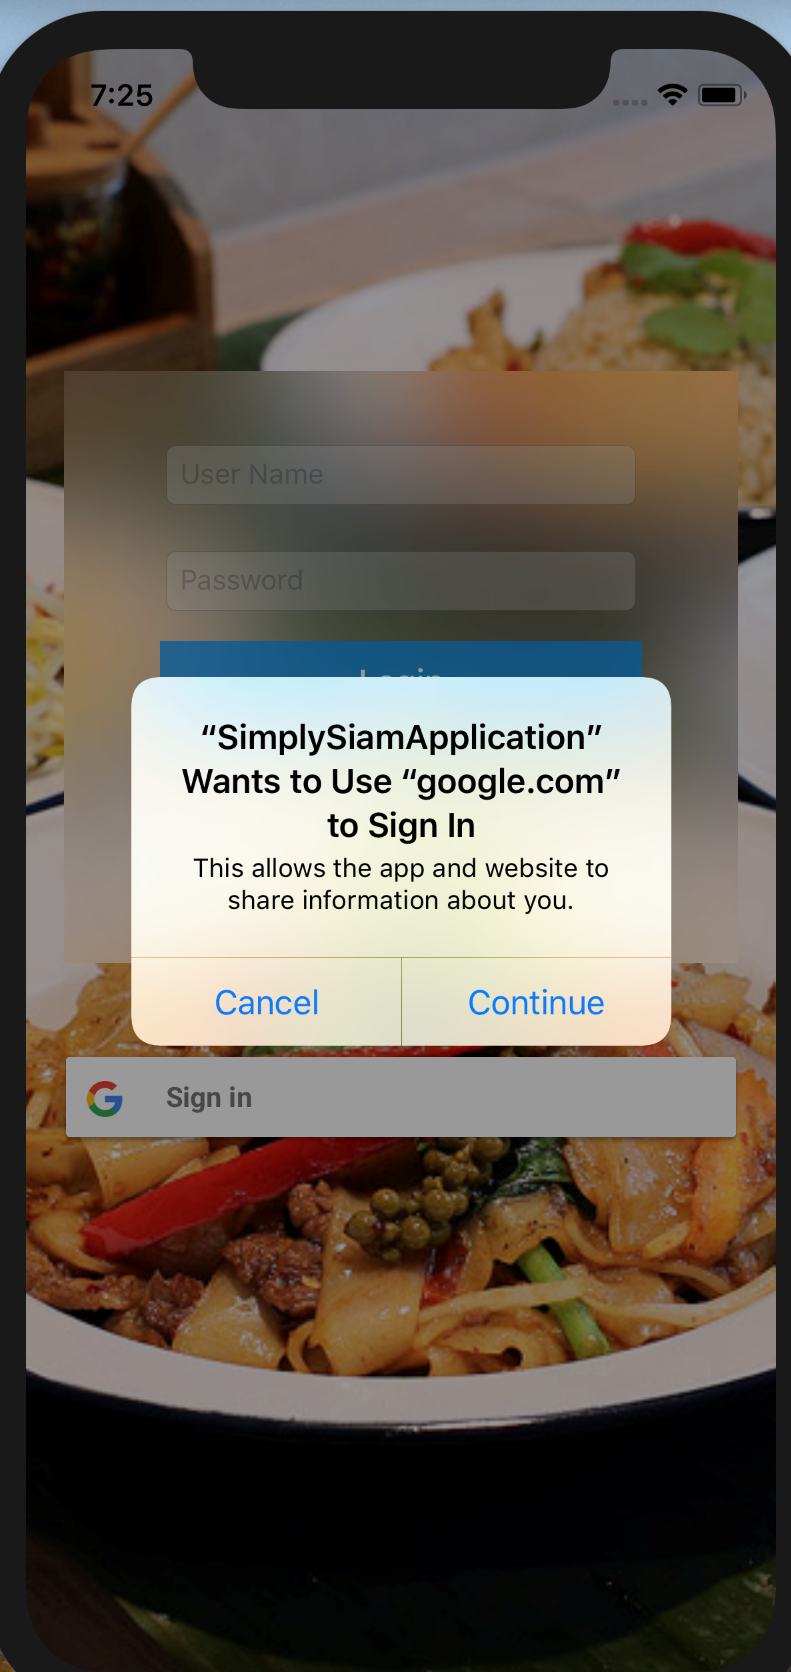 7:25
User Name
Password
Login
“SimplySiamApplication”
Wants to Use “google.com”
to Sign In
This allows the app and website to
share information about you.
Cancel
Continue
Sign in